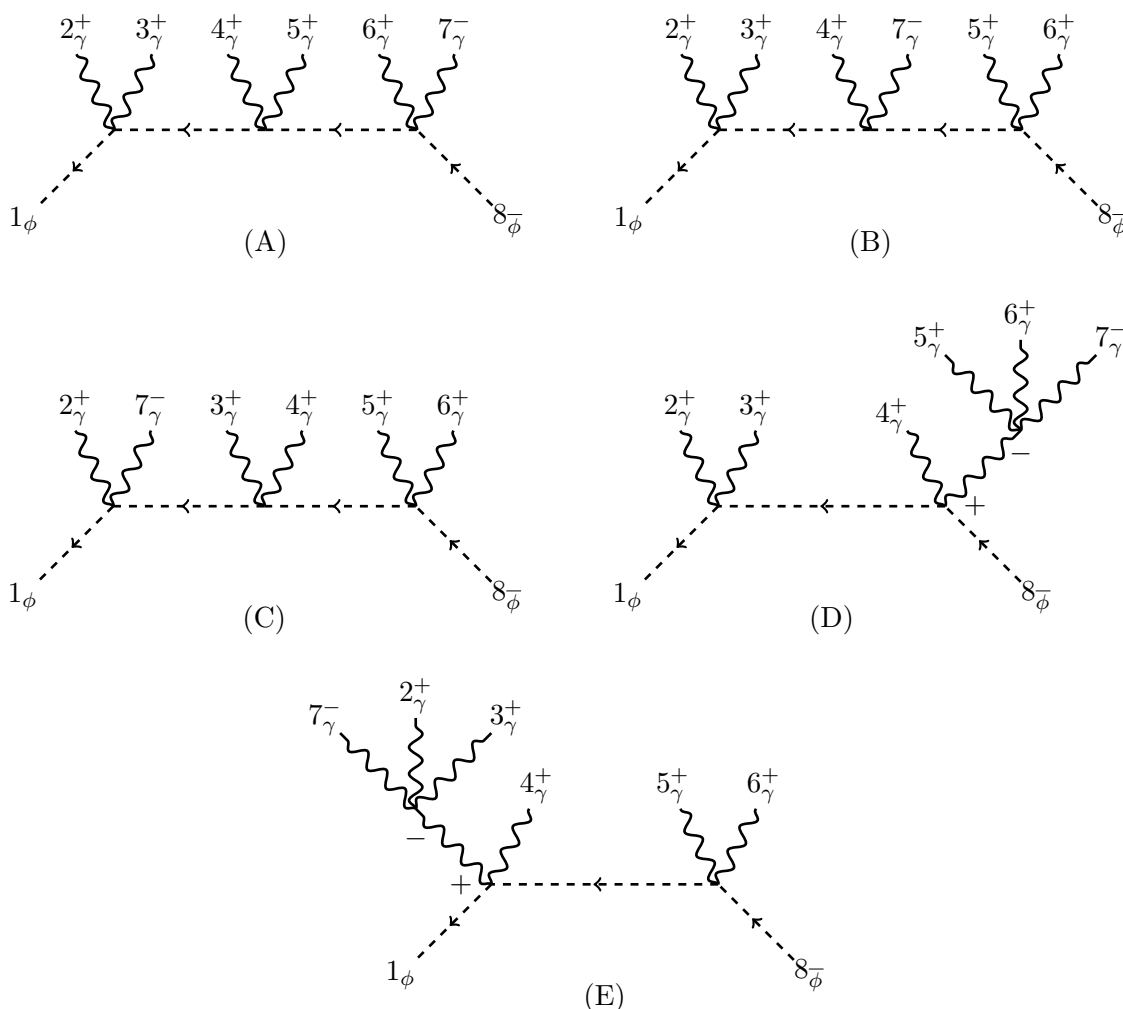 2γ+ 3γ+ 4γ+ 5γ+ 6γ+ 7γ−
1ϕ 8ϕ̅
(A)
2γ+ 3γ+ 4γ+ 7γ− 5γ+ 6γ+
1ϕ 8ϕ̅
(B)
2γ+ 7γ− 3γ+ 4γ+ 5γ+ 6γ+
1ϕ 8ϕ̅
(C)
5γ+ 6γ+ 7γ−
2γ+ 3γ+ 4γ+
−
+
1ϕ 8ϕ̅
(D)
7γ− 2γ+ 3γ+
4γ+ 5γ+ 6γ+
−
+
1ϕ 8ϕ̅
(E)